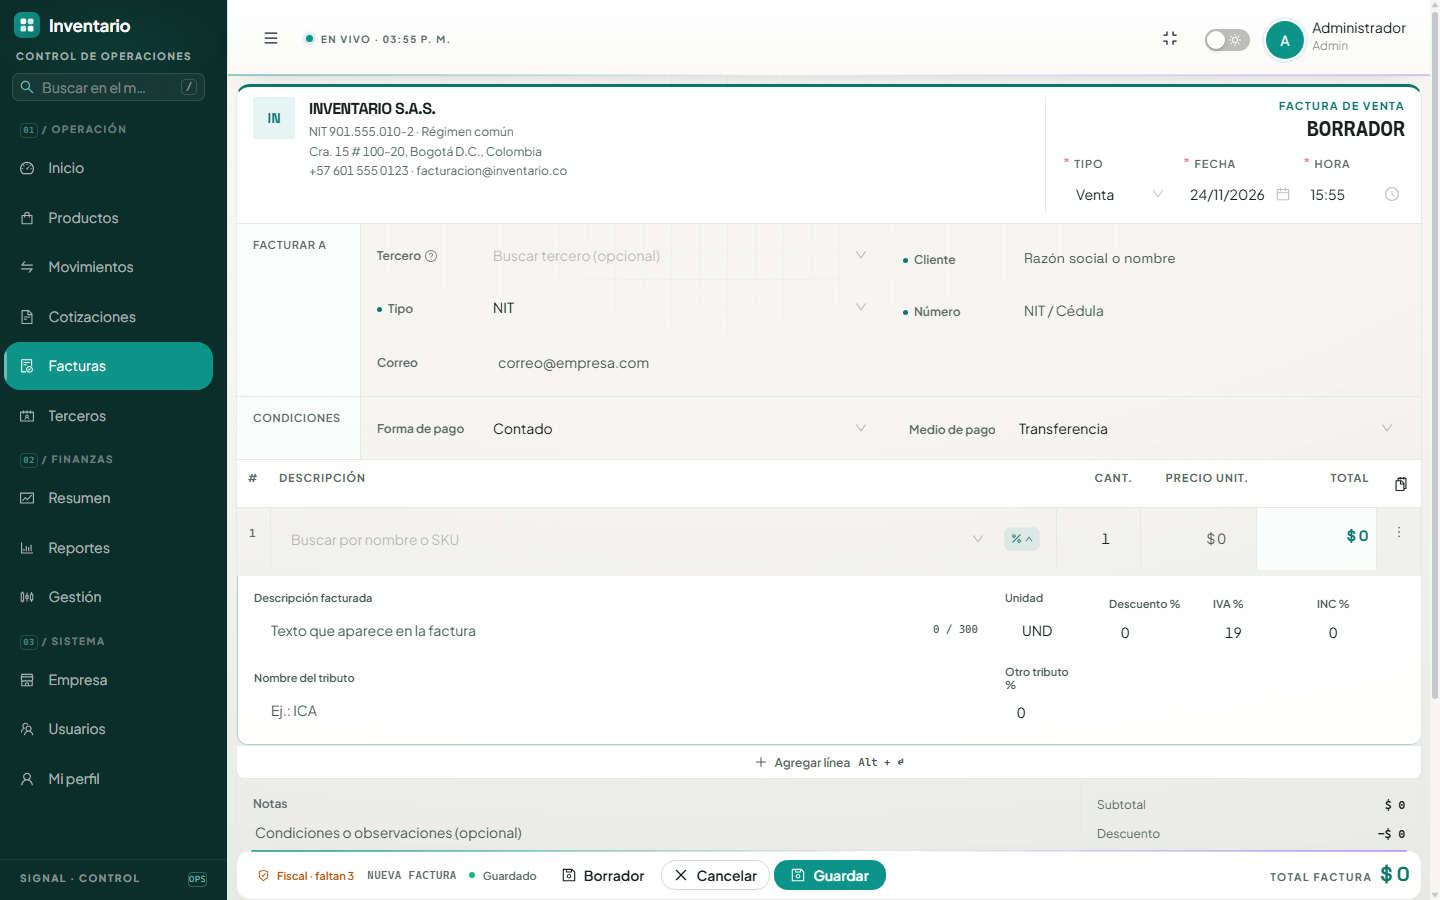 Inventario
CONTROL DE OPERACIONES
Buscar en el m... /
01 / OPERACIÓN
Inicio
Productos
Movimientos
Cotizaciones
Facturas
Terceros
02 / FINANZAS
Resumen
Reportes
Gestión
03 / SISTEMA
Empresa
Usuarios
Mi perfil
SIGNAL · CONTROL OPS
EN VIVO · 03:55 P. M.
A
Administrador
Admin
IN
INVENTARIO S.A.S.
NIT 901.555.010-2 · Régimen común
Cra. 15 # 100-20, Bogotá D.C., Colombia
+57 601 555 0123 · facturacion@inventario.co
FACTURA DE VENTA
BORRADOR
* TIPO * FECHA * HORA
Venta 24/11/2026 15:55
FACTURAR A
Tercero ? Buscar tercero (opcional)
Cliente Razón social o nombre
Tipo NIT
Número NIT / Cédula
Correo correo@empresa.com
CONDICIONES
Forma de pago Contado
Medio de pago Transferencia
# DESCRIPCIÓN CANT. PRECIO UNIT. TOTAL
1 Buscar por nombre o SKU % 1 $ 0 $ 0
Descripción facturada Unidad Descuento % IVA % INC %
Texto que aparece en la factura 0 / 300 UND 0 19 0
Nombre del tributo Otro tributo
%
Ej.: ICA 0
+ Agregar línea Alt + ↵
Notas
Condiciones o observaciones (opcional)
Subtotal $ 0
Descuento −$ 0
Fiscal · faltan 3 NUEVA FACTURA Guardado Borrador Cancelar Guardar
TOTAL FACTURA $ 0